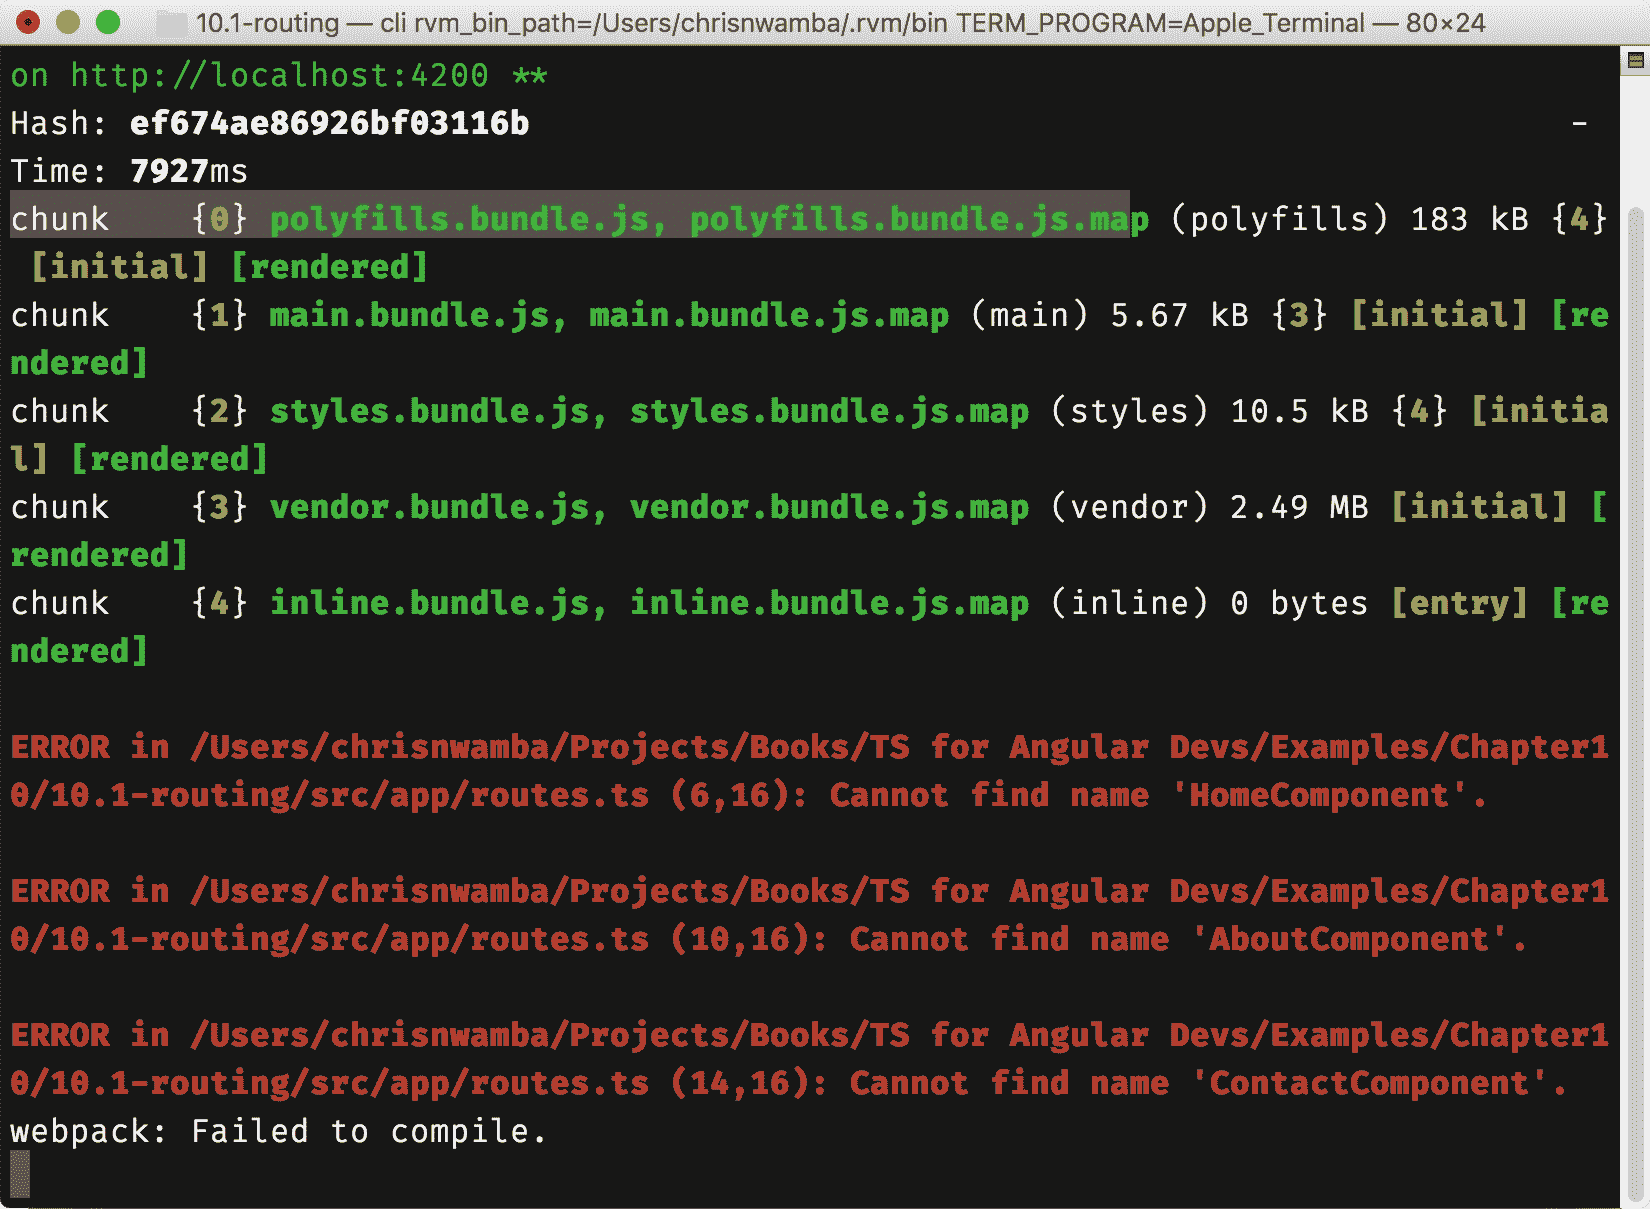 10.1-routing — cli rvm_bin_path=/Users/chrisnwamba/.rvm/bin TERM_PROGRAM=Apple_Terminal — 80×24
on http://localhost:4200 **
Hash: ef674ae86926bf03116b -
Time: 7927ms
chunk    {0} polyfills.bundle.js, polyfills.bundle.js.map (polyfills) 183 kB {4}
 [initial] [rendered]
chunk    {1} main.bundle.js, main.bundle.js.map (main) 5.67 kB {3} [initial] [re
ndered]
chunk    {2} styles.bundle.js, styles.bundle.js.map (styles) 10.5 kB {4} [initia
l] [rendered]
chunk    {3} vendor.bundle.js, vendor.bundle.js.map (vendor) 2.49 MB [initial] [
rendered]
chunk    {4} inline.bundle.js, inline.bundle.js.map (inline) 0 bytes [entry] [re
ndered]
ERROR in /Users/chrisnwamba/Projects/Books/TS for Angular Devs/Examples/Chapter1
0/10.1-routing/src/app/routes.ts (6,16): Cannot find name 'HomeComponent'.
ERROR in /Users/chrisnwamba/Projects/Books/TS for Angular Devs/Examples/Chapter1
0/10.1-routing/src/app/routes.ts (10,16): Cannot find name 'AboutComponent'.
ERROR in /Users/chrisnwamba/Projects/Books/TS for Angular Devs/Examples/Chapter1
0/10.1-routing/src/app/routes.ts (14,16): Cannot find name 'ContactComponent'.
webpack: Failed to compile.